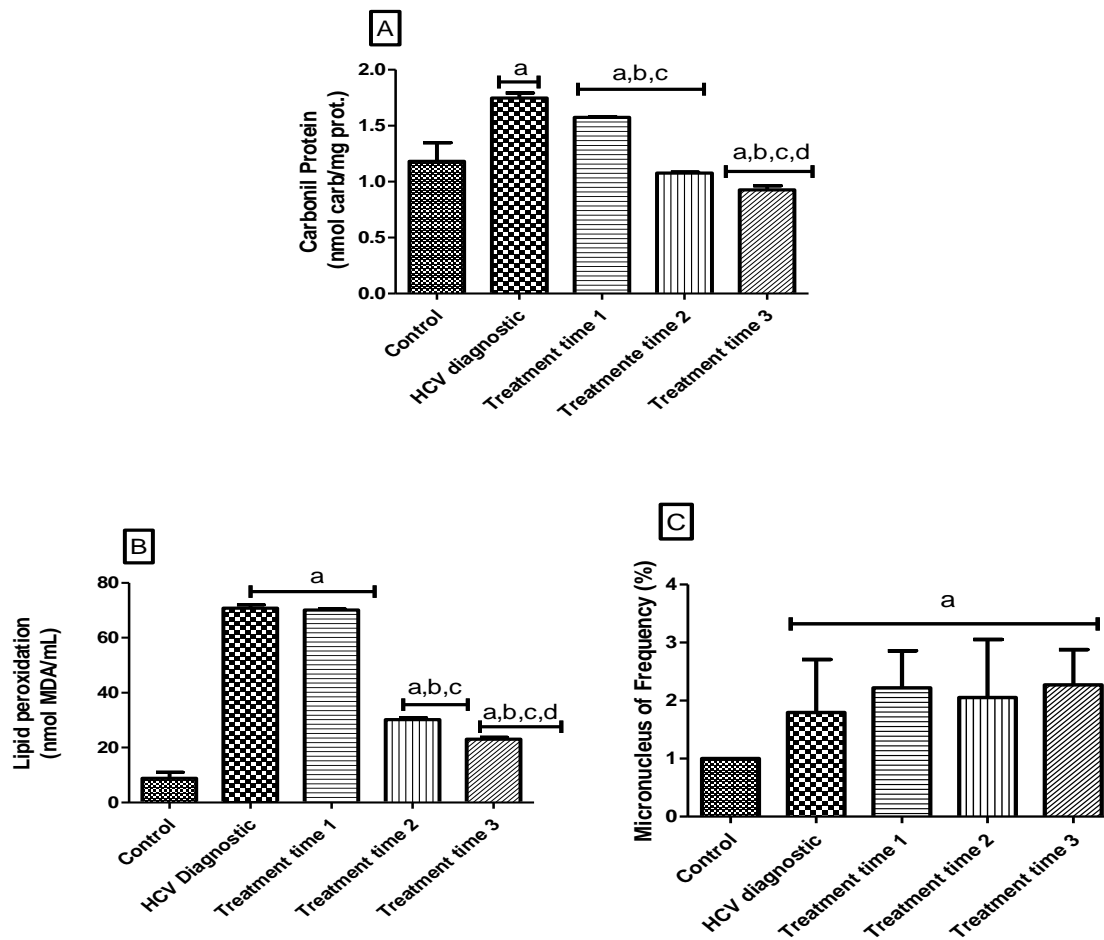 A
Carbonil Protein
(nmol carb/mg prot.)
2.0
1.5
1.0
0.5
0.0
a
a,b,c
a,b,c,d
Control
HCV diagnostic
Treatment time 1
Treatmente time 2
Treatment time 3
B
Lipid peroxidation
(nmol MDA/mL)
80
60
40
20
0
a
a,b,c
a,b,c,d
Control
HCV Diagnostic
Treatment time 1
Treatment time 2
Treatment time 3
C
Micronucleus of Frequency (%)
4
3
2
1
0
a
Control
HCV diagnostic
Treatment time 1
Treatment time 2
Treatment time 3